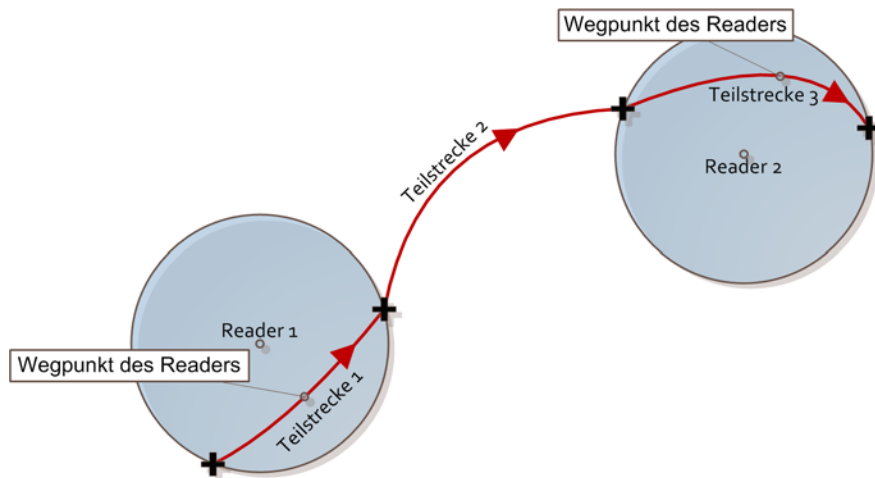 Wegpunkt des Readers
Teilstrecke 3
Reader 2
Teilstrecke 2
Reader 1
Wegpunkt des Readers
Teilstrecke 1